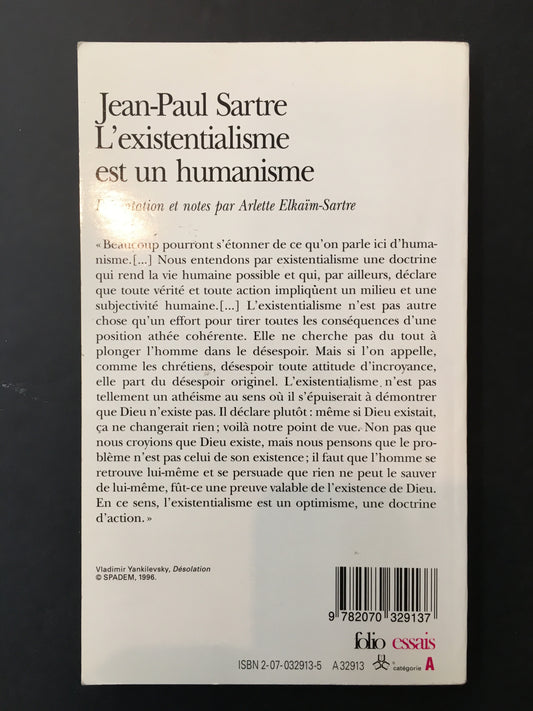 Jean-Paul Sartre
L'existentialisme
est un humanisme
Présentation et notes par Arlette Elkaïm-Sartre
« Beaucoup pourront s'étonner de ce qu'on parle ici d'huma-
nisme.[...] Nous entendons par existentialisme une doctrine
qui rend la vie humaine possible et qui, par ailleurs, déclare
que toute vérité et toute action impliquent un milieu et une
subjectivité humaine.[...] L'existentialisme n'est pas autre
chose qu'un effort pour tirer toutes les conséquences d'une
position athée cohérente. Elle ne cherche pas du tout à
plonger l'homme dans le désespoir. Mais si l'on appelle,
comme les chrétiens, désespoir toute attitude d'incroyance,
elle part du désespoir originel. L'existentialisme n'est pas
tellement un athéisme au sens où il s'épuiserait à démontrer
que Dieu n'existe pas. Il déclare plutôt : même si Dieu existait,
ça ne changerait rien ; voilà notre point de vue. Non pas que
nous croyions que Dieu existe, mais nous pensons que le pro-
blème n'est pas celui de son existence ; il faut que l'homme se
retrouve lui-même et se persuade que rien ne peut le sauver
de lui-même, fût-ce une preuve valable de l'existence de Dieu.
En ce sens, l'existentialisme est un optimisme, une doctrine
d'action. »
Vladimir Yankilevsky, Désolation
© SPADEM, 1996.
9 782070 329137
folio essais
ISBN 2-07-032913-5 A 32913 catégorie A